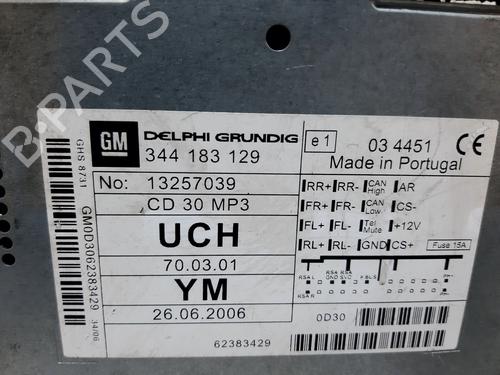 GM DELPHI GRUNDIG
344 183 129
e1 03 4451 CE
Made in Portugal
No: 13257039
CD 30 MP3
UCH
70.03.01
YM
26.06.2006
62383429
RR+ RR- CAN High AR
FR+ FR- CAN Low CS-
FL+ FL- Tel Mute +12V
RL+ RL- GND CS+ Fuse 15A
0D30
GHS 8731
GM0D3062383429
34/06
B-PARTS